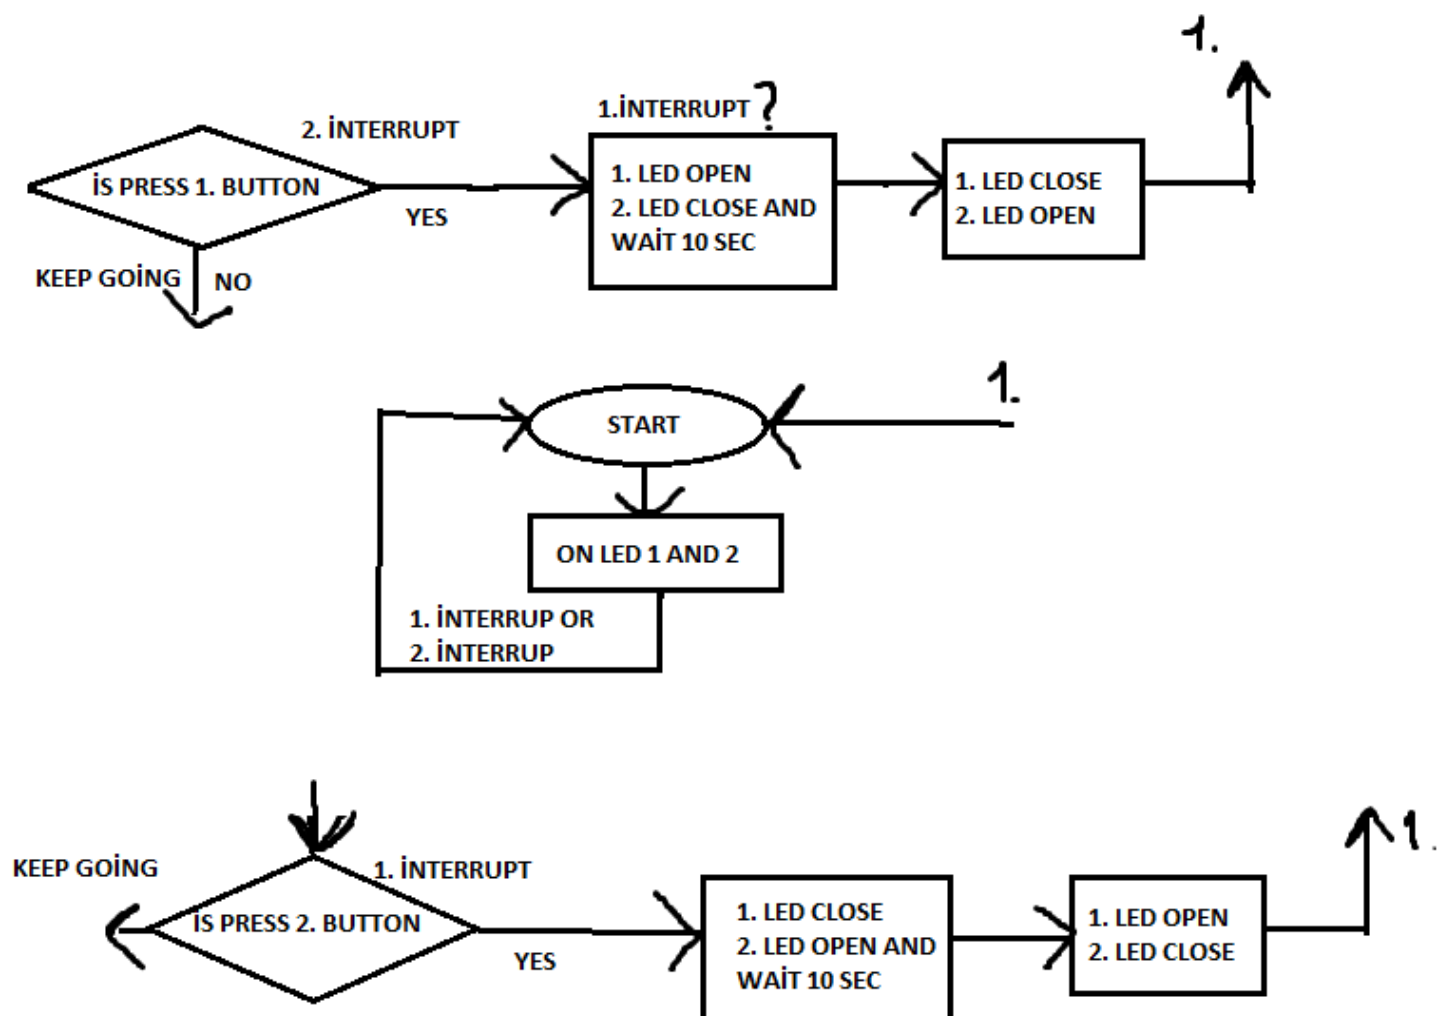 1.
2. İNTERRUPT
1.İNTERRUPT ?
İS PRESS 1. BUTTON
YES
KEEP GOİNG
NO
1. LED OPEN
2. LED CLOSE AND
WAİT 10 SEC
1. LED CLOSE
2. LED OPEN
START
1.
ON LED 1 AND 2
1. İNTERRUP OR
2. İNTERRUP
KEEP GOİNG
1. İNTERRUPT
İS PRESS 2. BUTTON
YES
1. LED CLOSE
2. LED OPEN AND
WAİT 10 SEC
1. LED OPEN
2. LED CLOSE
1.